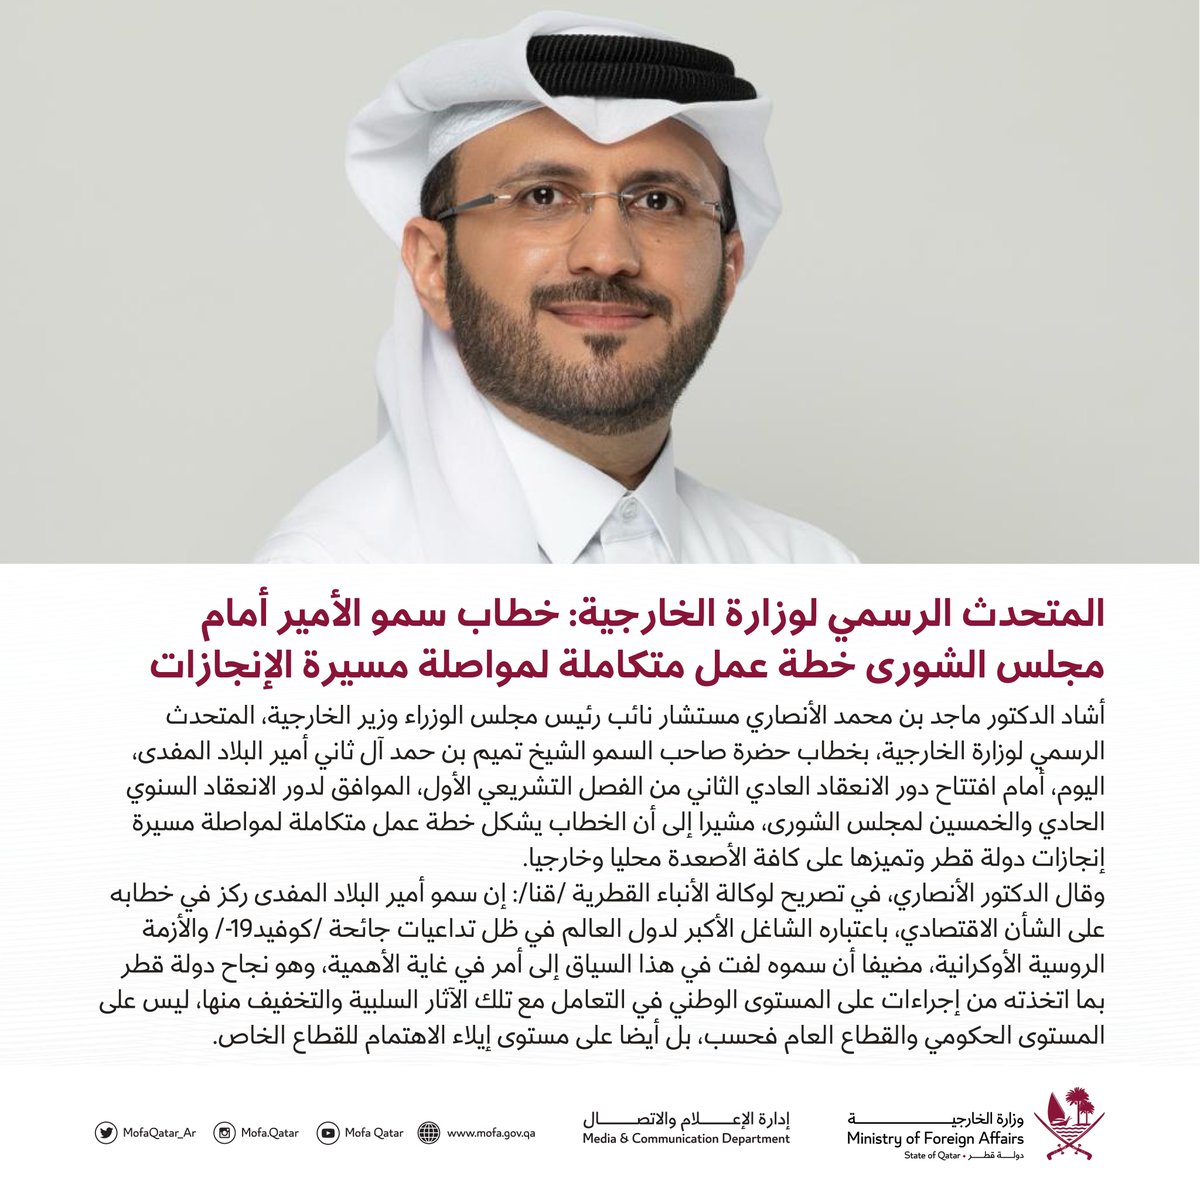 المتحدث الرسمي لوزارة الخارجية: خطاب سمو الأمير أمام
مجلس الشورى خطة عمل متكاملة لمواصلة مسيرة الإنجازات
أشاد الدكتور ماجد بن محمد الأنصاري مستشار نائب رئيس مجلس الوزراء وزير الخارجية، المتحدث
الرسمي لوزارة الخارجية، بخطاب حضرة صاحب السمو الشيخ تميم بن حمد آل ثاني أمير البلاد المفدى،
اليوم، أمام افتتاح دور الانعقاد العادي الثاني من الفصل التشريعي الأول، الموافق لدور الانعقاد السنوي
الحادي والخمسين لمجلس الشورى، مشيرا إلى أن الخطاب يشكل خطة عمل متكاملة لمواصلة مسيرة
إنجازات دولة قطر وتميزها على كافة الأصعدة محليا وخارجيا.
وقال الدكتور الأنصاري، في تصريح لوكالة الأنباء القطرية /قنا/: إن سمو أمير البلاد المفدى ركز في خطابه
على الشأن الاقتصادي، باعتباره الشاغل الأكبر لدول العالم في ظل تداعيات جائحة /كوفيد19-/ والأزمة
الروسية الأوكرانية، مضيفا أن سموه لفت في هذا السياق إلى أمر في غاية الأهمية، وهو نجاح دولة قطر
بما اتخذته من إجراءات على المستوى الوطني في التعامل مع تلك الآثار السلبية والتخفيف منها، ليس على
المستوى الحكومي والقطاع العام فحسب، بل أيضا على مستوى إيلاء الاهتمام للقطاع الخاص.
وزارة الخارجية
Ministry of Foreign Affairs
State of Qatar • دولة قطر
إدارة الإعلام والاتصال
Media & Communication Department
MofaQatar_Ar Mofa.Qatar Mofa Qatar www.mofa.gov.qa